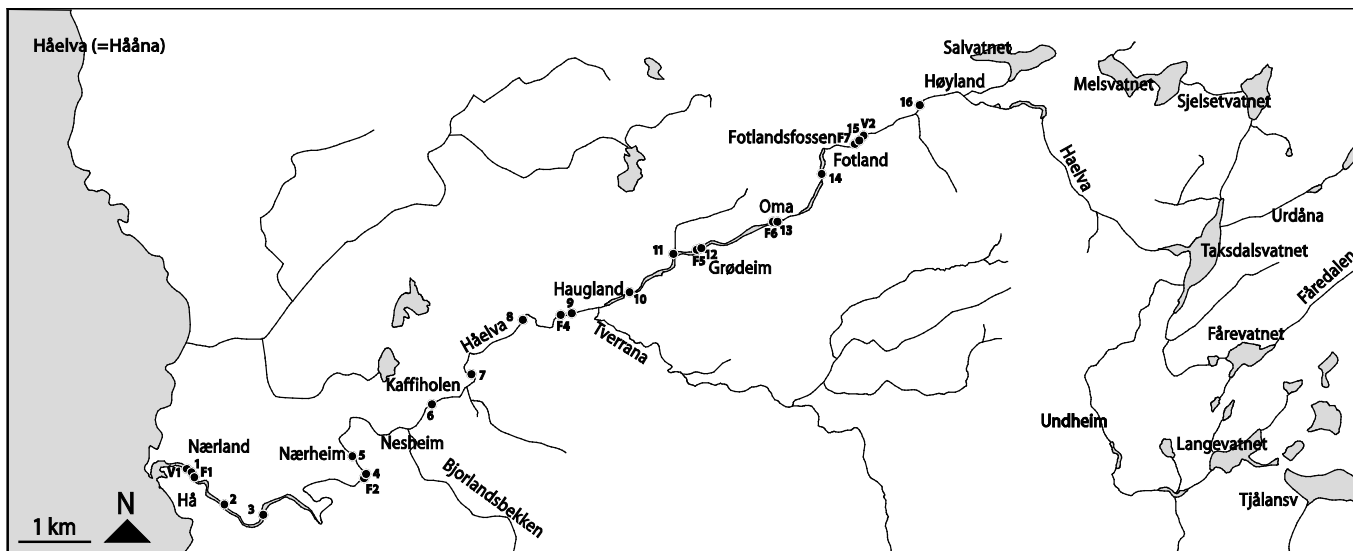 Håelva (=Hååna)
Salvatnet
Høyland
Melsvatnet
Sjelsetvatnet
16
15 V2
F7
Fotlandsfossen
Fotland
14
Haelva
Oma
F6 13
Urdåna
Taksdalsvatnet
11
F5 12
Grødeim
Fåredalen
Haugland
10
9
F4
8
Håelva
Tverrana
Fårevatnet
7
Kaffiholen
6
Undheim
Nærland
Nærheim
Nesheim
Langevatnet
5
1
V1 F1
4
F2
Bjorlandsbekken
Hå
2
3
Tjålansv
N
1 km